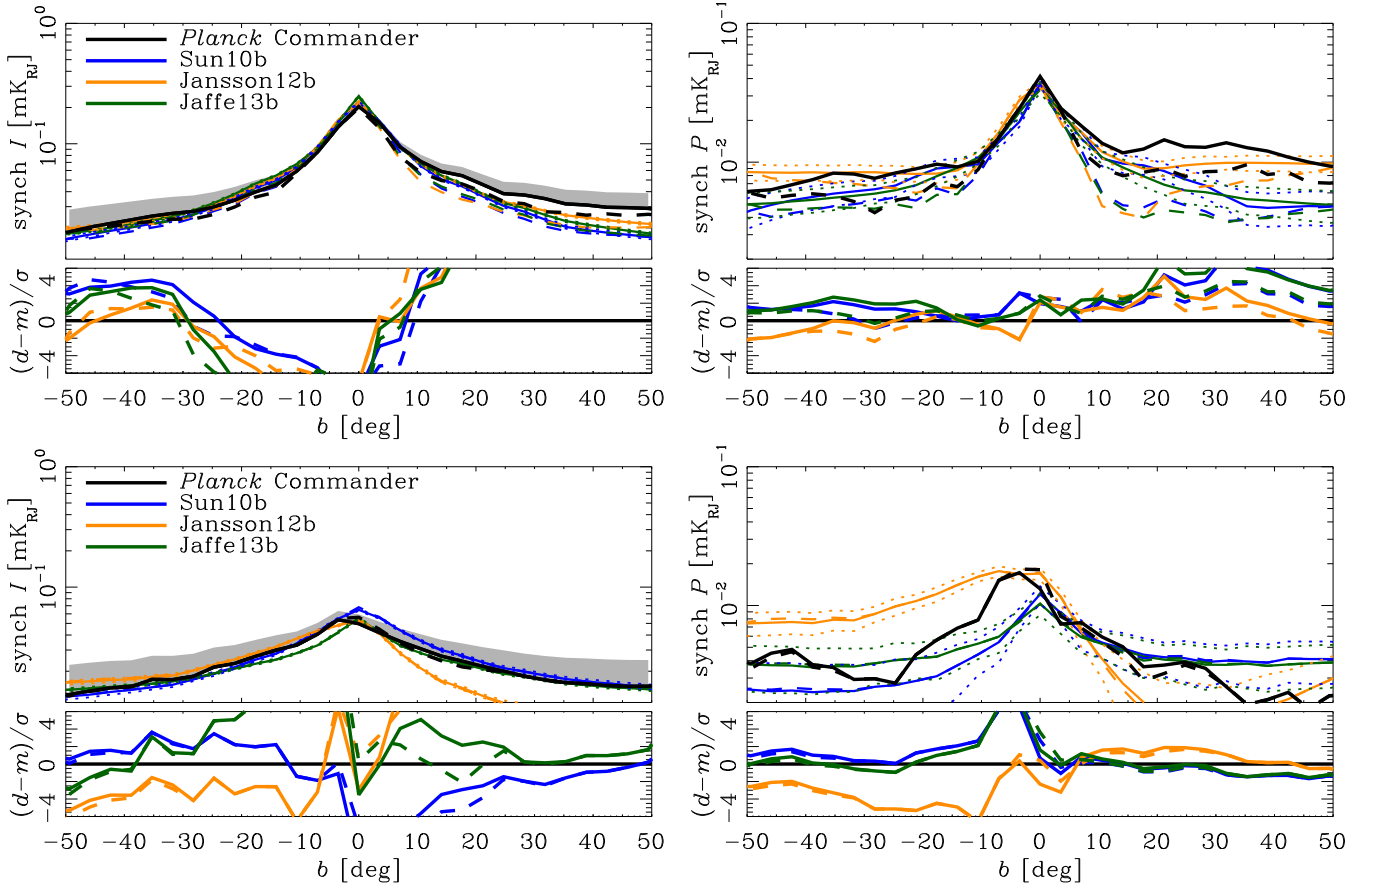 10⁰
10⁻¹
synch I [mK_RJ]
Planck Commander
Sun10b
Jansson12b
Jaffe13b
4
0
−4
(d−m)/σ
−50 −40 −30 −20 −10 0 10 20 30 40 50
b [deg]
10⁻¹
10⁻²
synch P [mK_RJ]
4
0
−4
(d−m)/σ
−50 −40 −30 −20 −10 0 10 20 30 40 50
b [deg]
10⁰
10⁻¹
synch I [mK_RJ]
Planck Commander
Sun10b
Jansson12b
Jaffe13b
4
0
−4
(d−m)/σ
−50 −40 −30 −20 −10 0 10 20 30 40 50
b [deg]
10⁻¹
10⁻²
synch P [mK_RJ]
4
0
−4
(d−m)/σ
−50 −40 −30 −20 −10 0 10 20 30 40 50
b [deg]